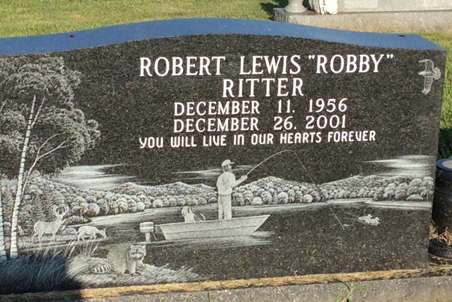 ROBERT LEWIS "ROBBY"
RITTER
DECEMBER 11, 1956
DECEMBER 26, 2001
YOU WILL LIVE IN OUR HEARTS FOREVER